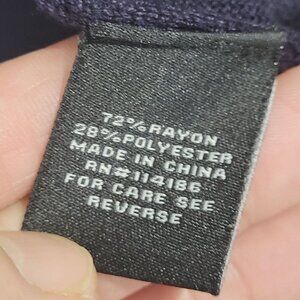 72%RAYON
28%POLYESTER
MADE IN CHINA
RN#114186
FOR CARE SEE
REVERSE